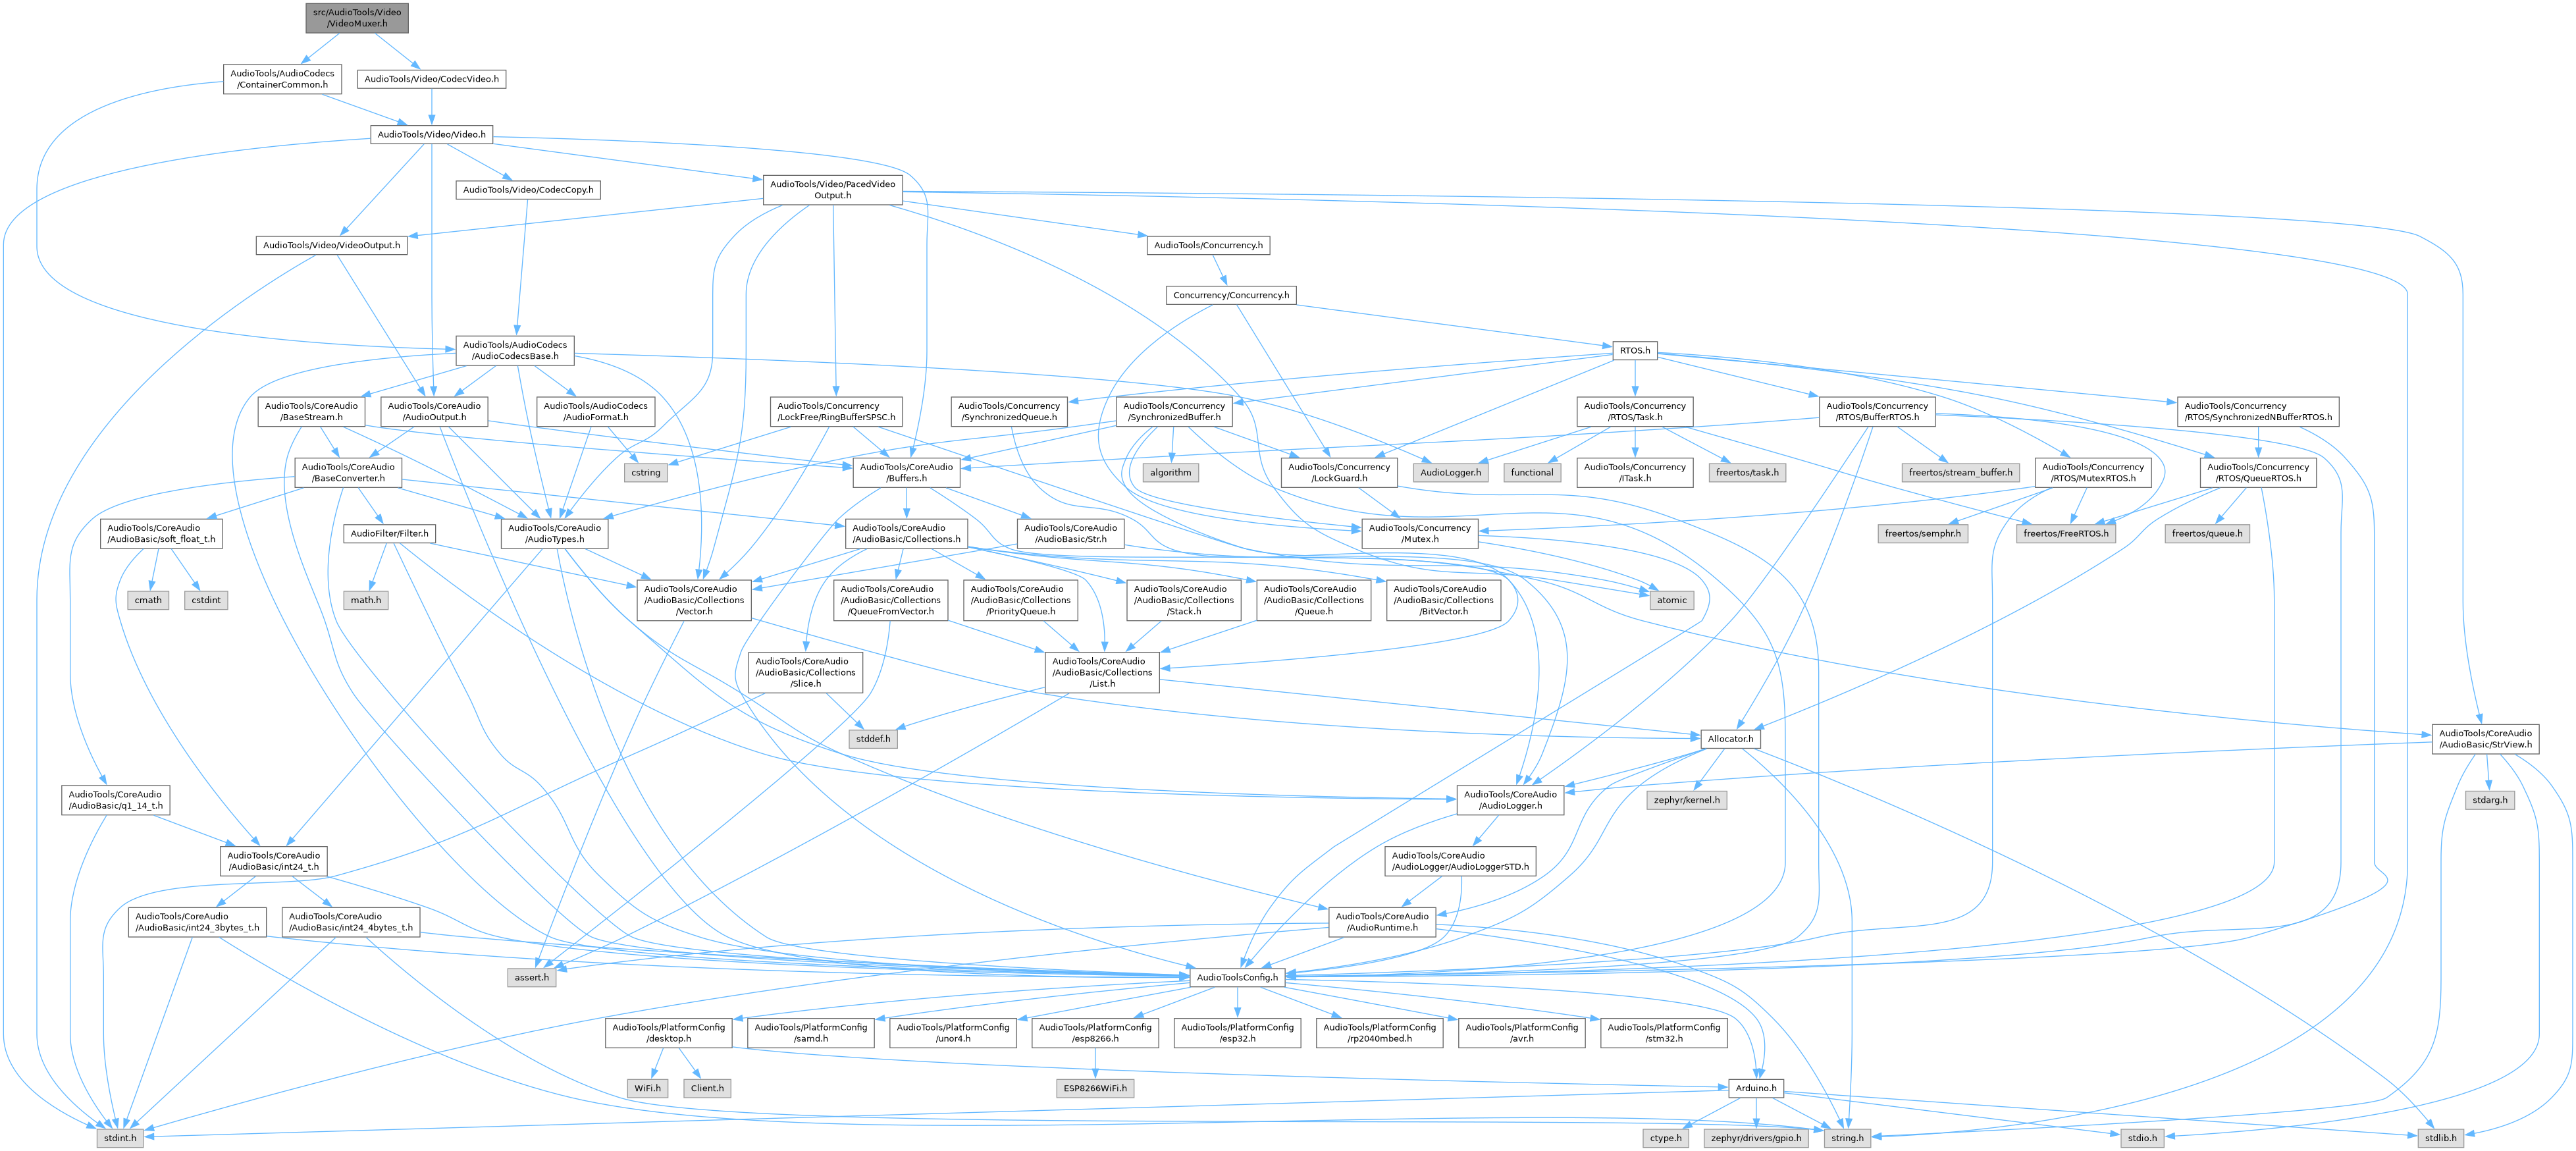 src/AudioTools/Video
/VideoMuxer.h
AudioTools/AudioCodecs
/ContainerCommon.h
AudioTools/Video/CodecVideo.h
AudioTools/Video/Video.h
AudioTools/Video/CodecCopy.h
AudioTools/Video/PacedVideo
Output.h
AudioTools/Video/VideoOutput.h
AudioTools/Concurrency.h
Concurrency/Concurrency.h
AudioTools/AudioCodecs
/AudioCodecsBase.h
RTOS.h
AudioTools/CoreAudio
/BaseStream.h
AudioTools/CoreAudio
/AudioOutput.h
AudioTools/AudioCodecs
/AudioFormat.h
AudioTools/Concurrency
/LockFree/RingBufferSPSC.h
AudioTools/Concurrency
/SynchronizedQueue.h
AudioTools/Concurrency
/SynchronizedBuffer.h
AudioTools/Concurrency
/RTOS/Task.h
AudioTools/Concurrency
/RTOS/BufferRTOS.h
AudioTools/Concurrency
/RTOS/SynchronizedNBufferRTOS.h
AudioTools/CoreAudio
/BaseConverter.h
cstring
AudioTools/CoreAudio
/Buffers.h
algorithm
AudioTools/Concurrency
/LockGuard.h
AudioLogger.h
functional
AudioTools/Concurrency
/ITask.h
freertos/task.h
freertos/stream_buffer.h
AudioTools/Concurrency
/RTOS/MutexRTOS.h
AudioTools/Concurrency
/RTOS/QueueRTOS.h
AudioTools/CoreAudio
/AudioBasic/soft_float_t.h
AudioFilter/Filter.h
AudioTools/CoreAudio
/AudioTypes.h
AudioTools/CoreAudio
/AudioBasic/Collections.h
AudioTools/CoreAudio
/AudioBasic/Str.h
AudioTools/Concurrency
/Mutex.h
freertos/semphr.h
freertos/FreeRTOS.h
freertos/queue.h
cmath
cstdint
math.h
AudioTools/CoreAudio
/AudioBasic/Collections
/Vector.h
AudioTools/CoreAudio
/AudioBasic/Collections
/QueueFromVector.h
AudioTools/CoreAudio
/AudioBasic/Collections
/PriorityQueue.h
AudioTools/CoreAudio
/AudioBasic/Collections
/Stack.h
AudioTools/CoreAudio
/AudioBasic/Collections
/Queue.h
AudioTools/CoreAudio
/AudioBasic/Collections
/BitVector.h
atomic
AudioTools/CoreAudio
/AudioBasic/Collections
/Slice.h
AudioTools/CoreAudio
/AudioBasic/Collections
/List.h
stddef.h
Allocator.h
AudioTools/CoreAudio
/AudioBasic/StrView.h
AudioTools/CoreAudio
/AudioBasic/q1_14_t.h
AudioTools/CoreAudio
/AudioLogger.h
zephyr/kernel.h
stdarg.h
AudioTools/CoreAudio
/AudioBasic/int24_t.h
AudioTools/CoreAudio
/AudioLogger/AudioLoggerSTD.h
AudioTools/CoreAudio
/AudioBasic/int24_3bytes_t.h
AudioTools/CoreAudio
/AudioBasic/int24_4bytes_t.h
AudioTools/CoreAudio
/AudioRuntime.h
assert.h
AudioToolsConfig.h
AudioTools/PlatformConfig
/desktop.h
AudioTools/PlatformConfig
/samd.h
AudioTools/PlatformConfig
/unor4.h
AudioTools/PlatformConfig
/esp8266.h
AudioTools/PlatformConfig
/esp32.h
AudioTools/PlatformConfig
/rp2040mbed.h
AudioTools/PlatformConfig
/avr.h
AudioTools/PlatformConfig
/stm32.h
WiFi.h
Client.h
ESP8266WiFi.h
Arduino.h
stdint.h
ctype.h
zephyr/drivers/gpio.h
string.h
stdio.h
stdlib.h